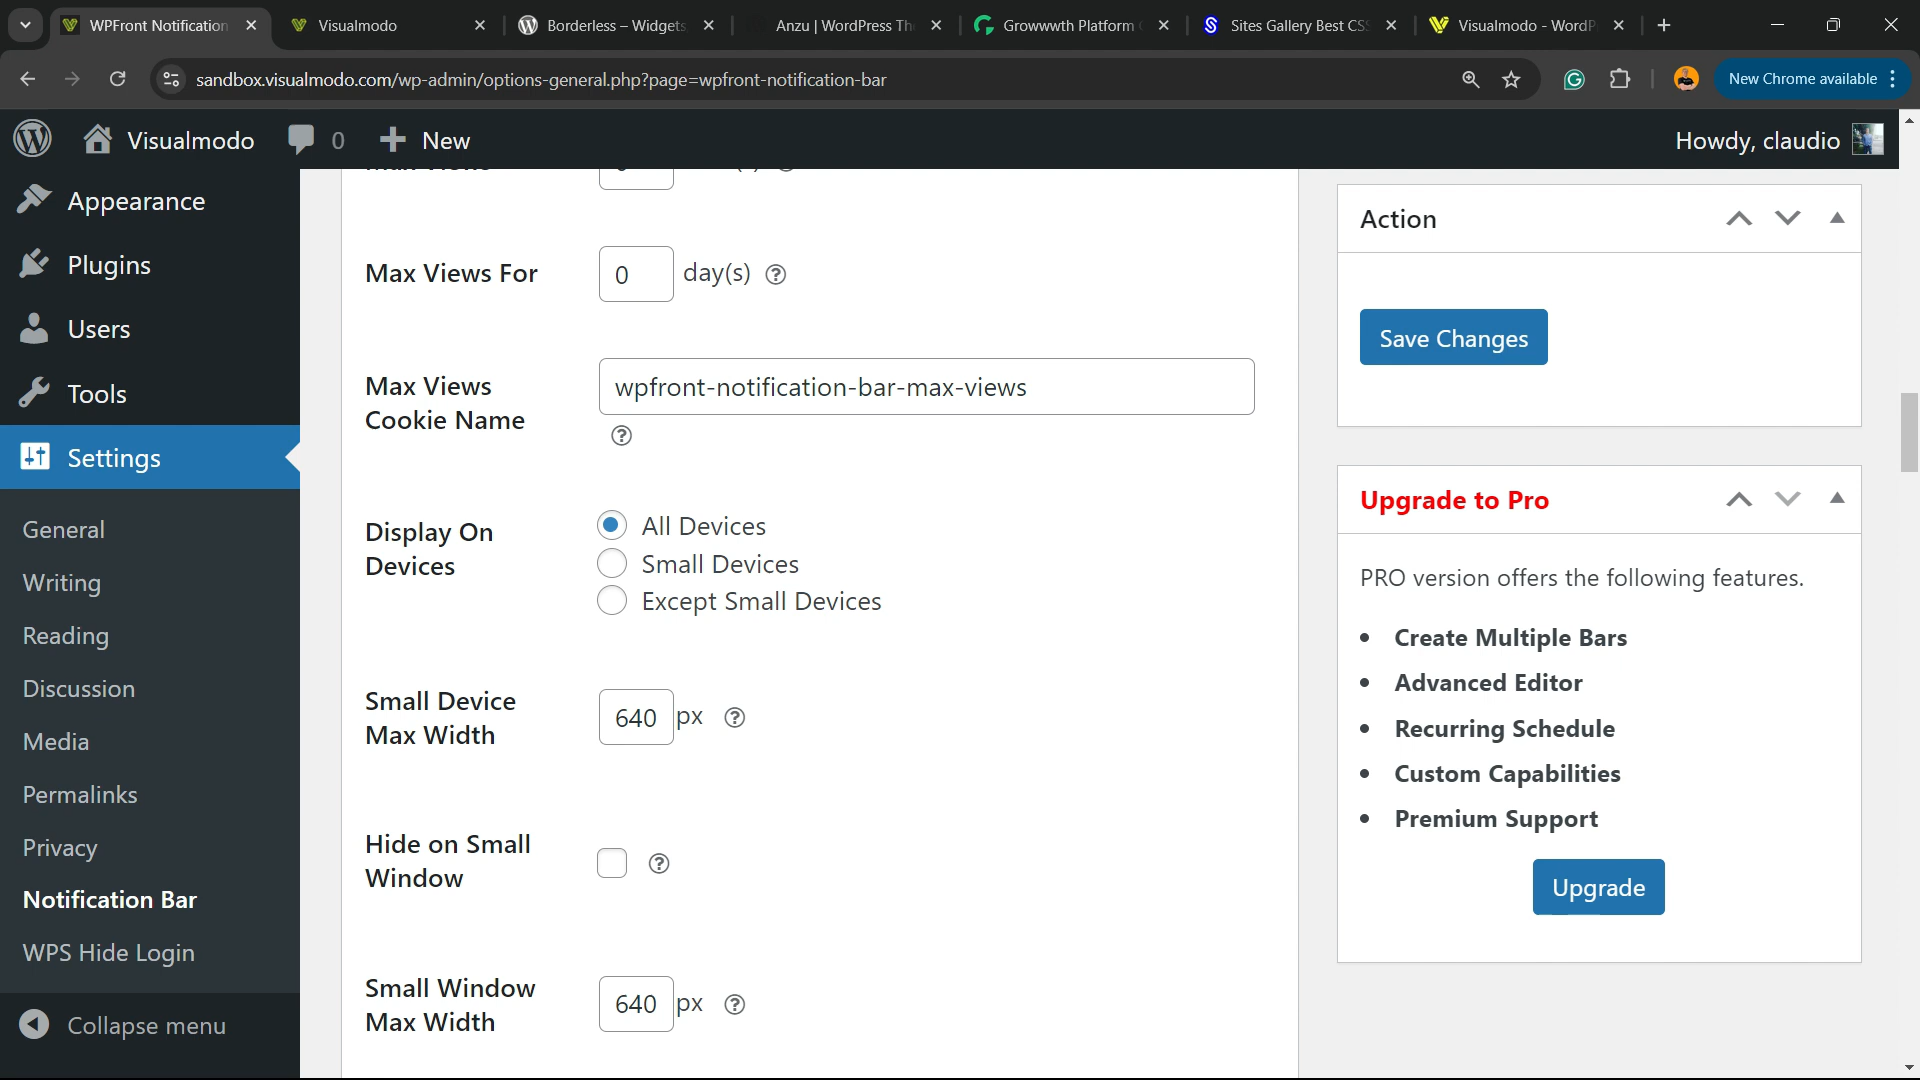 WPFront Notification
Visualmodo
Borderless – Widgets
Anzu | WordPress Th
Growwwth Platform
Sites Gallery Best CSS
Visualmodo - WordP
sandbox.visualmodo.com/wp-admin/options-general.php?page=wpfront-notification-bar
New Chrome available
Visualmodo
0
New
Howdy, claudio
Appearance
Plugins
Users
Tools
Settings
General
Writing
Reading
Discussion
Media
Permalinks
Privacy
Notification Bar
WPS Hide Login
Collapse menu
Max Views For
0 day(s)
Max Views
Cookie Name
wpfront-notification-bar-max-views
Display On
Devices
All Devices
Small Devices
Except Small Devices
Small Device
Max Width
640 px
Hide on Small
Window
Small Window
Max Width
640 px
Action
Save Changes
Upgrade to Pro
PRO version offers the following features.
• Create Multiple Bars
• Advanced Editor
• Recurring Schedule
• Custom Capabilities
• Premium Support
Upgrade